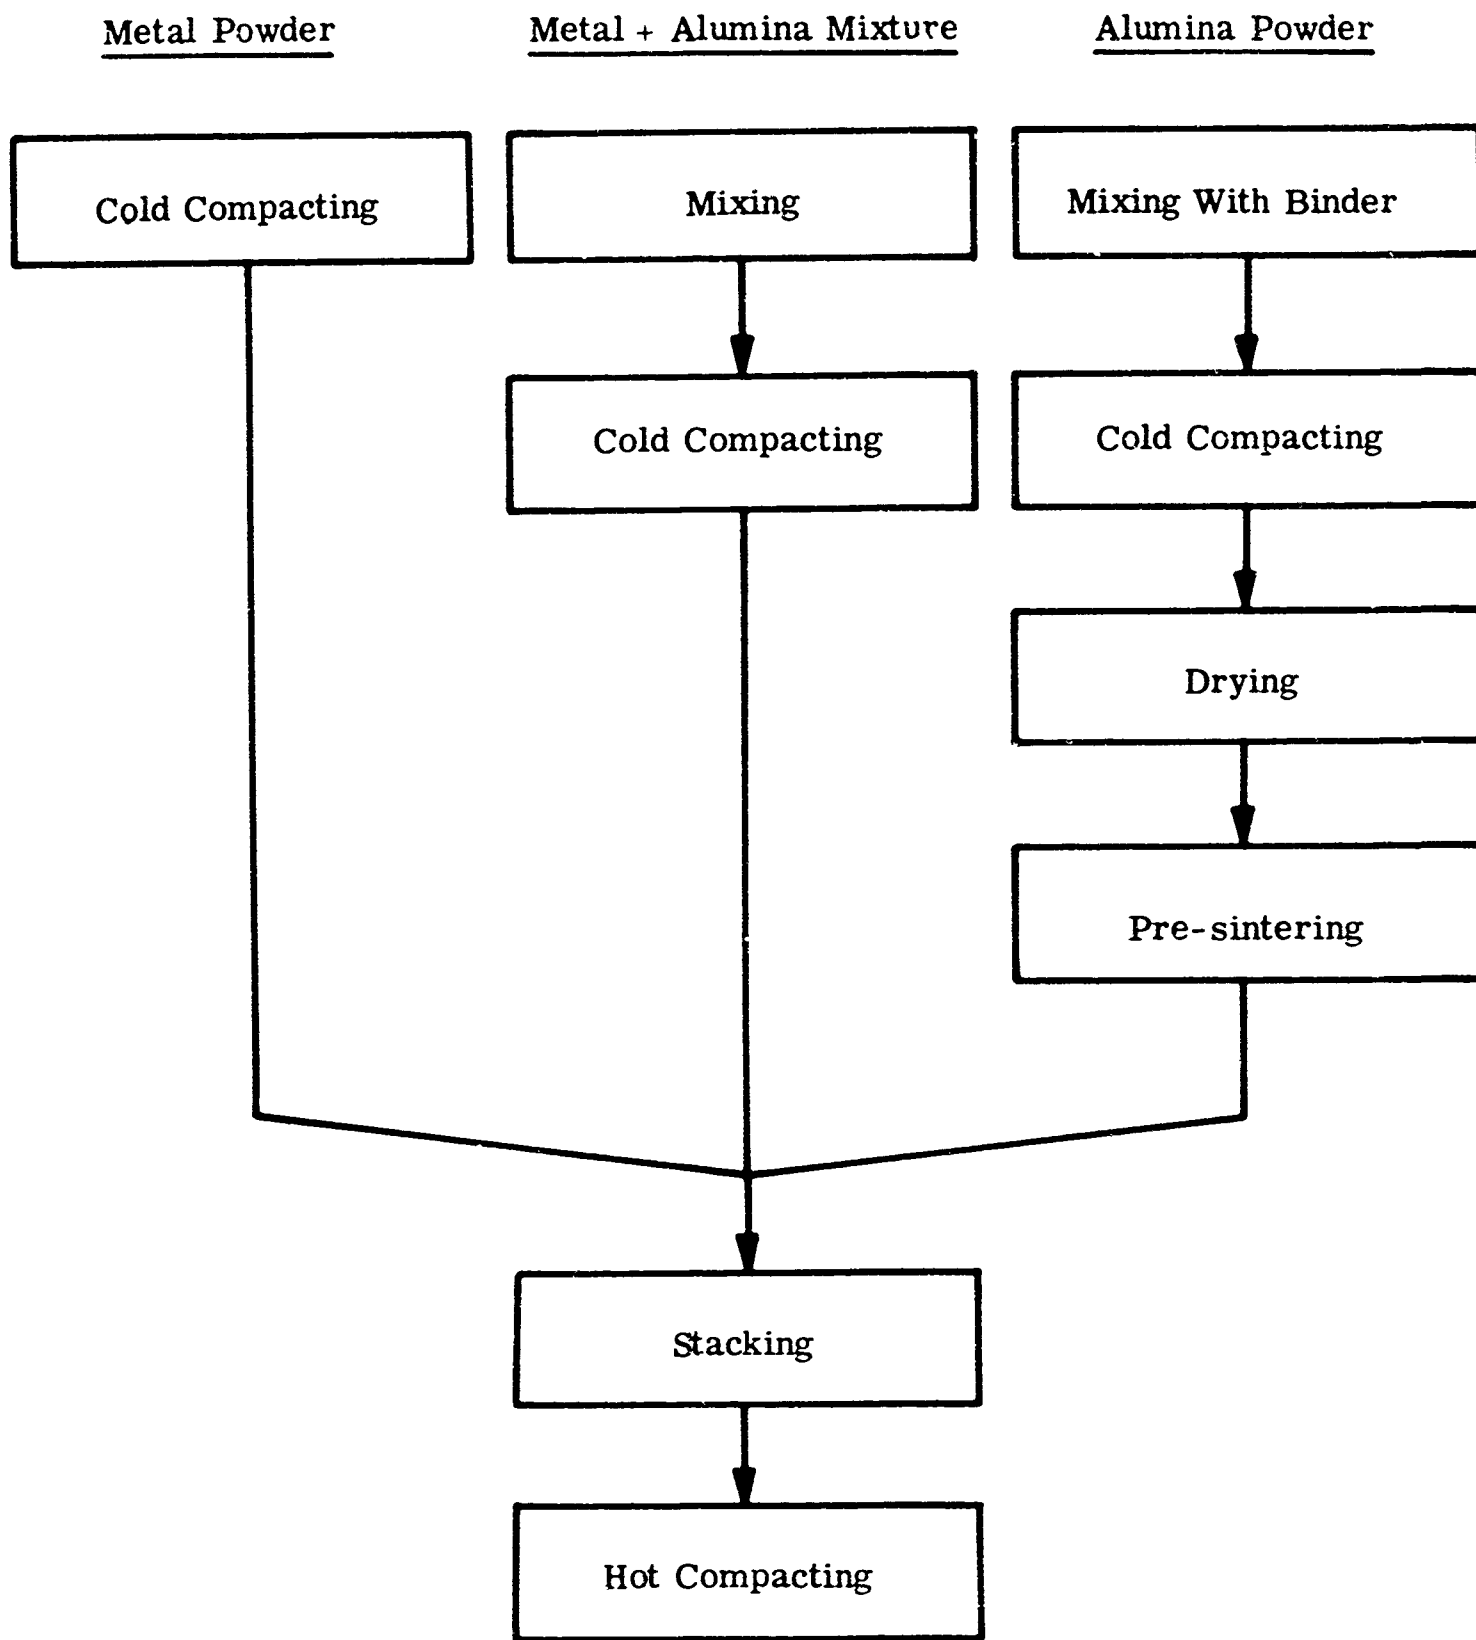 Metal Powder
Metal + Alumina Mixture
Alumina Powder
Cold Compacting
Mixing
Mixing With Binder
Cold Compacting
Cold Compacting
Drying
Pre-sintering
Stacking
Hot Compacting